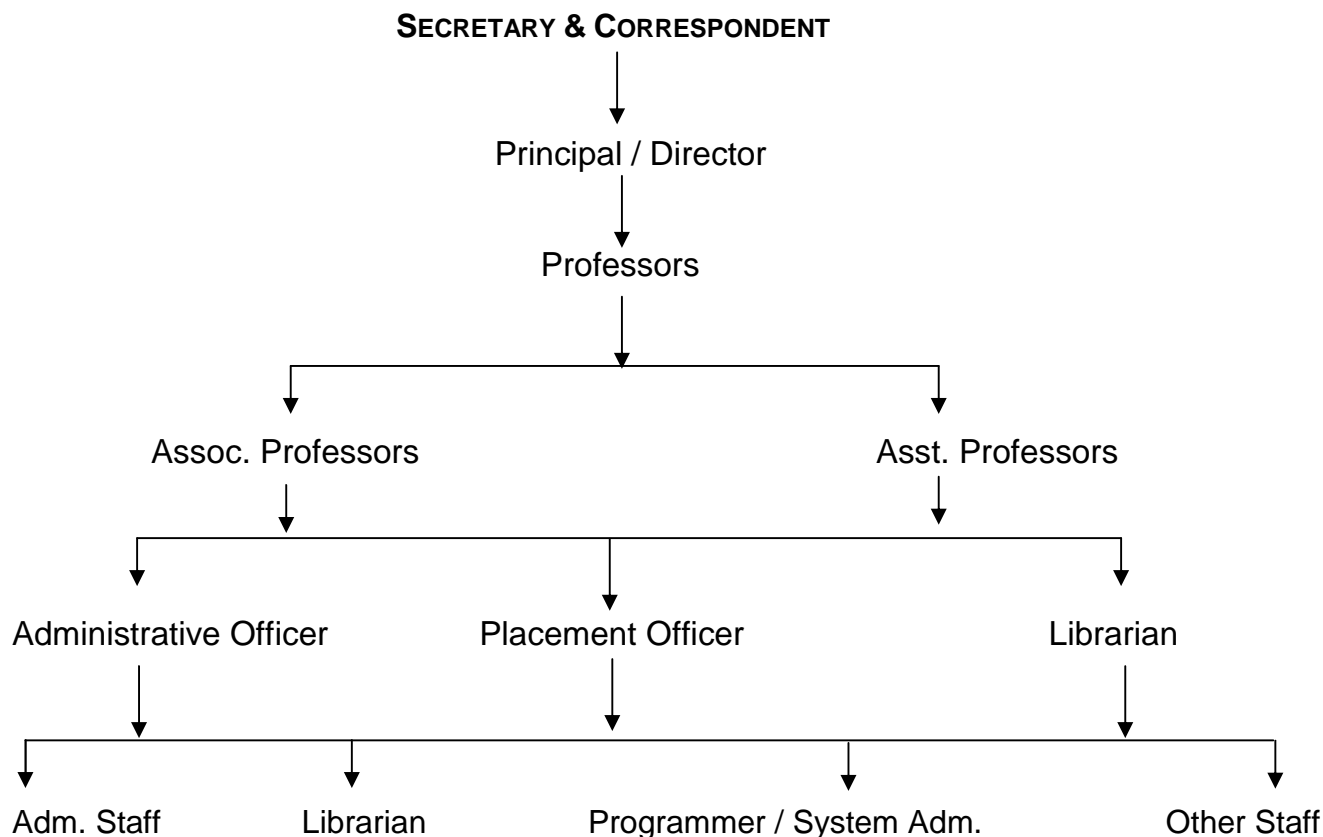 SECRETARY & CORRESPONDENT
Principal / Director
Professors
Assoc. Professors Asst. Professors
Administrative Officer Placement Officer Librarian
Adm. Staff Librarian Programmer / System Adm. Other Staff